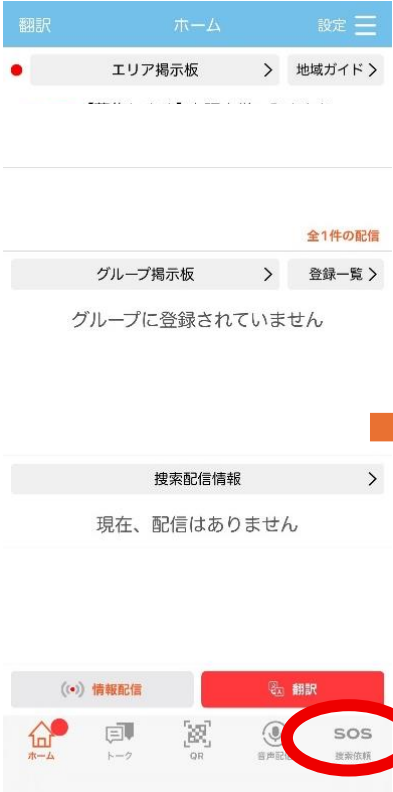 翻訳 ホーム 設定
エリア掲示板 > 地域ガイド >
全1件の配信
グループ掲示板 > 登録一覧 >
グループに登録されていません
捜索配信情報 >
現在、配信はありません
情報配信 翻訳
ホーム トーク QR 音声配 SOS 捜索依頼